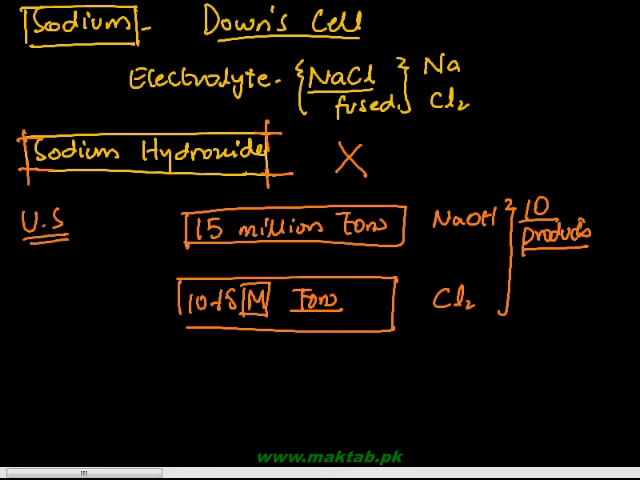 Sodium - Down's Cell
Electrolyte - { NaCl } Na
fused. Cl2
Sodium Hydroxide X
U.S 15 million Tons NaOH } 10
products
10-15 M Tons Cl2
www.maktab.pk